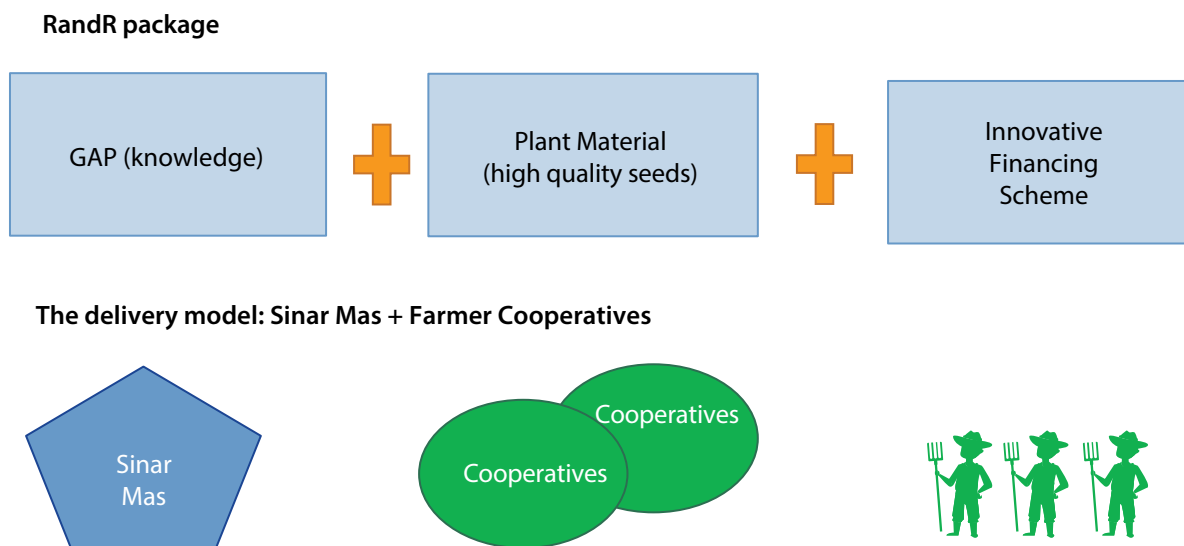 RandR package
GAP (knowledge)
Plant Material
(high quality seeds)
Innovative
Financing
Scheme
The delivery model: Sinar Mas + Farmer Cooperatives
Sinar
Mas
Cooperatives
Cooperatives